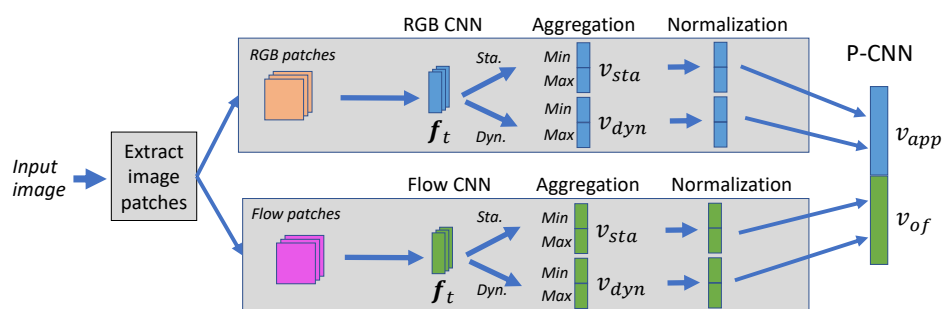 RGB CNN
Aggregation
Normalization
P-CNN
RGB patches
Sta.
Min
Max
v_sta
f_t
Dyn.
Min
Max
v_dyn
Input
image
Extract
image
patches
v_app
v_of
Flow CNN
Aggregation
Normalization
Flow patches
Sta.
Min
Max
v_sta
f_t
Dyn.
Min
Max
v_dyn